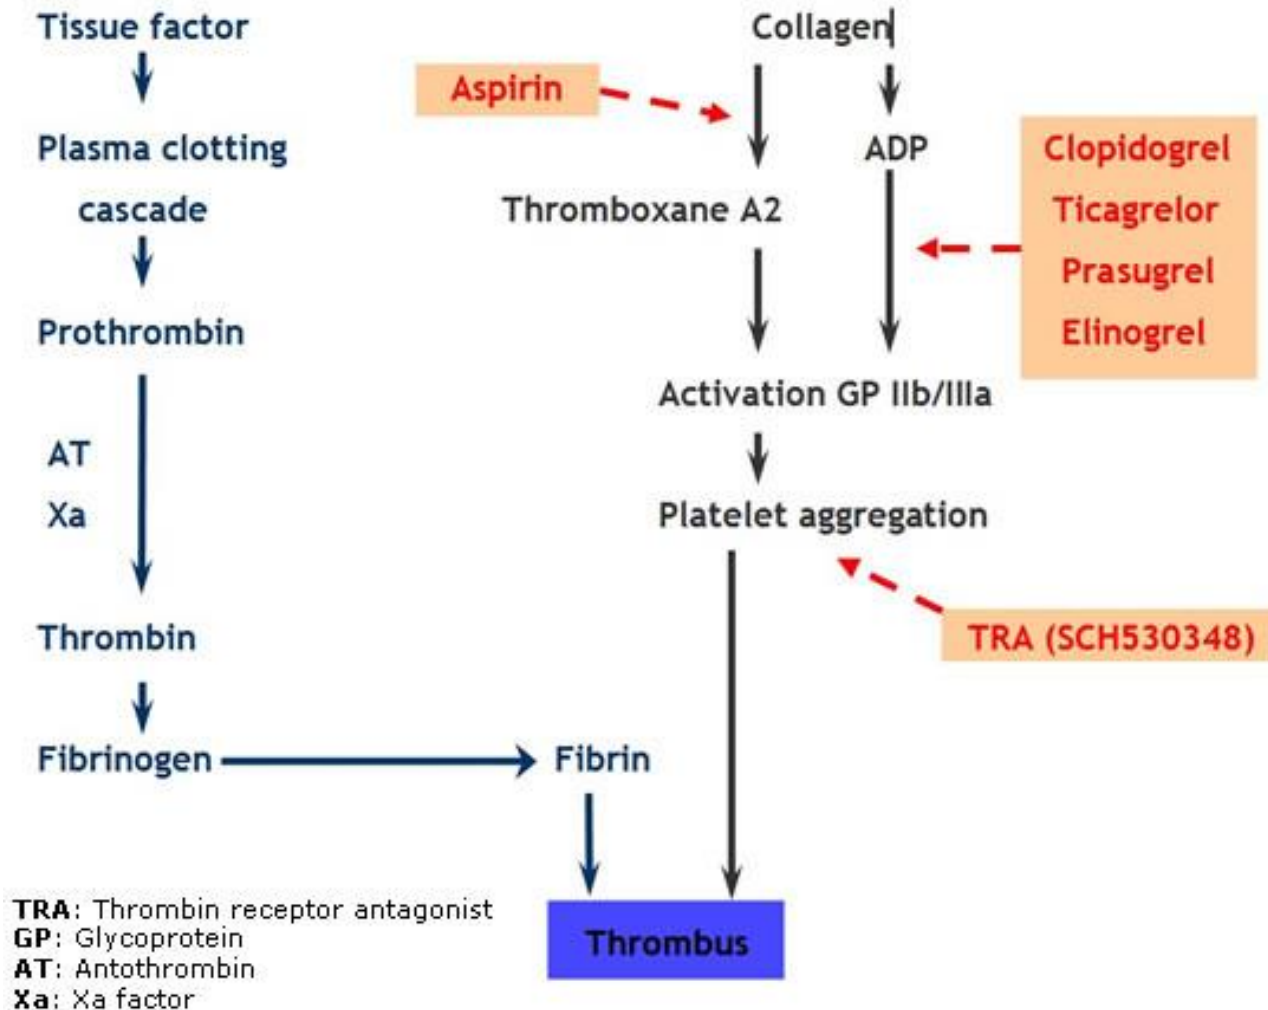 Tissue factor
Collagen
Aspirin
Plasma clotting
cascade
ADP
Thromboxane A2
Clopidogrel
Ticagrelor
Prasugrel
Elinogrel
Prothrombin
Activation GP IIb/IIIa
AT
Xa
Platelet aggregation
Thrombin
TRA (SCH530348)
Fibrinogen
Fibrin
Thrombus
TRA: Thrombin receptor antagonist
GP: Glycoprotein
AT: Antothrombin
Xa: Xa factor